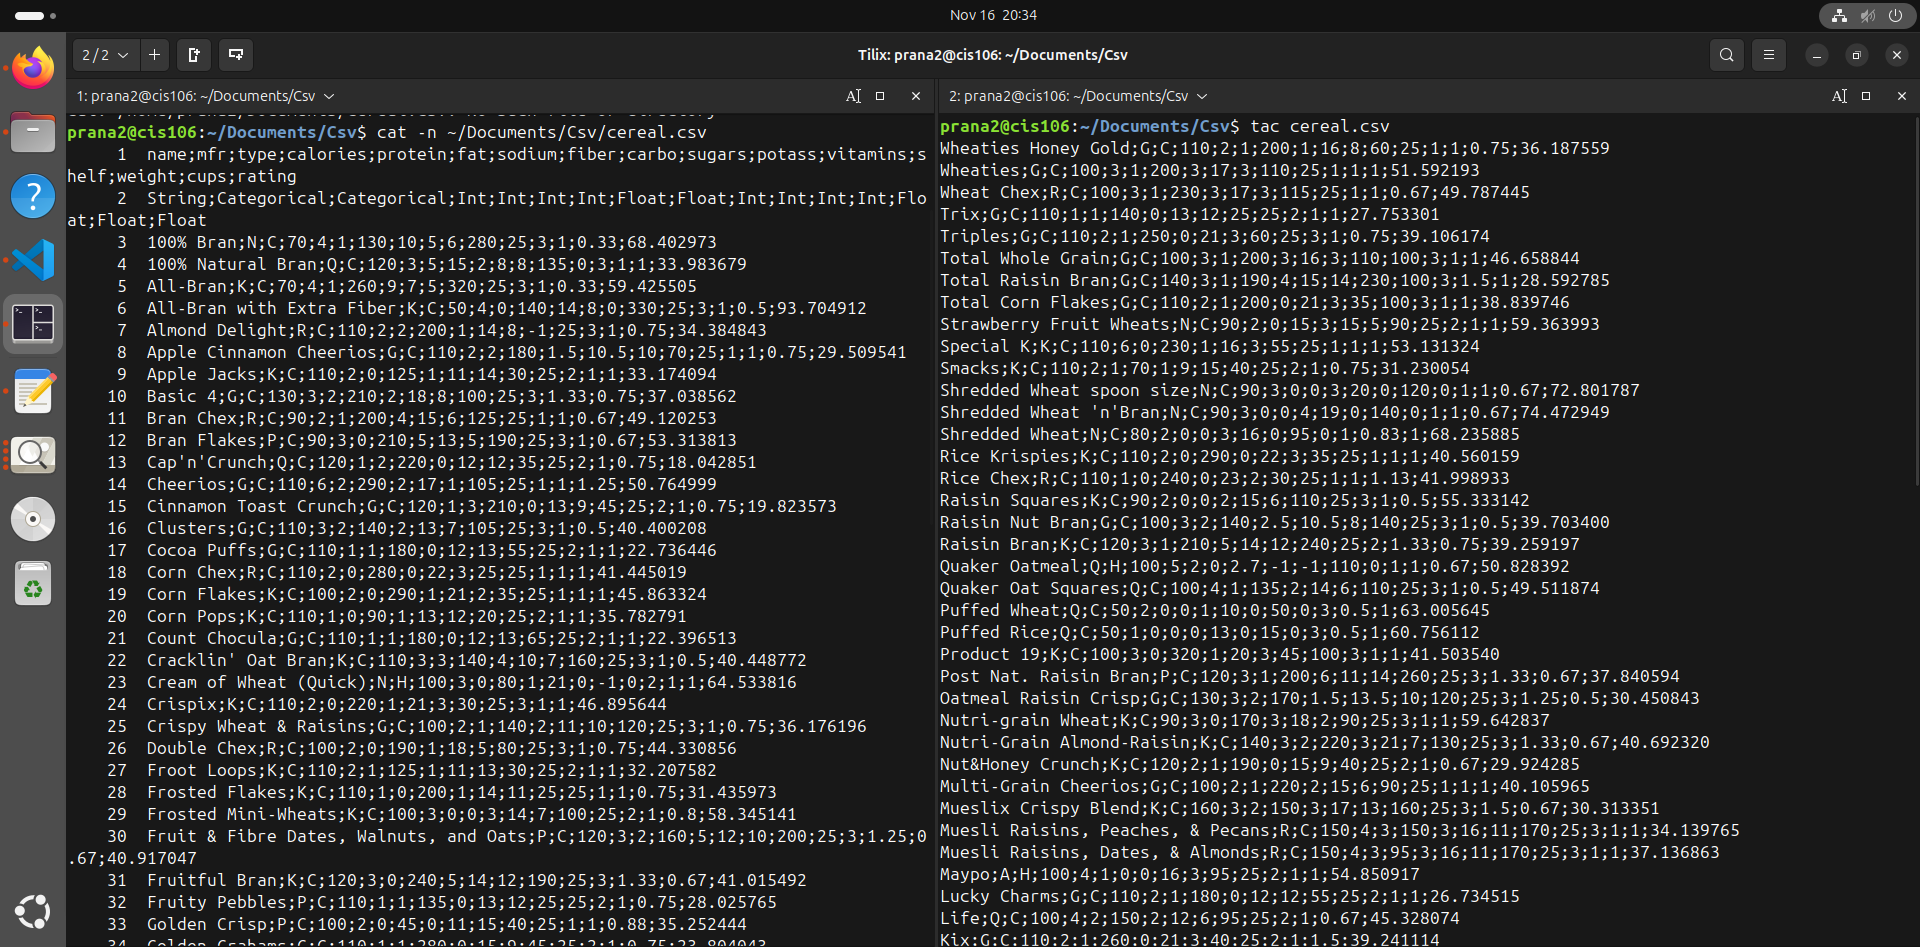 Nov 16 20:34
2 / 2
Tilix: prana2@cis106: ~/Documents/Csv
1: prana2@cis106: ~/Documents/Csv
prana2@cis106:~/Documents/Csv$ cat -n ~/Documents/Csv/cereal.csv
1 name;mfr;type;calories;protein;fat;sodium;fiber;carbo;sugars;potass;vitamins;s
helf;weight;cups;rating
2 String;Categorical;Categorical;Int;Int;Int;Int;Float;Float;Int;Int;Int;Int;Flo
at;Float;Float
3 100% Bran;N;C;70;4;1;130;10;5;6;280;25;3;1;0.33;68.402973
4 100% Natural Bran;Q;C;120;3;5;15;2;8;8;135;0;3;1;1;33.983679
5 All-Bran;K;C;70;4;1;260;9;7;5;320;25;3;1;0.33;59.425505
6 All-Bran with Extra Fiber;K;C;50;4;0;140;14;8;0;330;25;3;1;0.5;93.704912
7 Almond Delight;R;C;110;2;2;200;1;14;8;-1;25;3;1;0.75;34.384843
8 Apple Cinnamon Cheerios;G;C;110;2;2;180;1.5;10.5;10;70;25;1;1;0.75;29.509541
9 Apple Jacks;K;C;110;2;0;125;1;11;14;30;25;2;1;1;33.174094
10 Basic 4;G;C;130;3;2;210;2;18;8;100;25;3;1.33;0.75;37.038562
11 Bran Chex;R;C;90;2;1;200;4;15;6;125;25;1;1;0.67;49.120253
12 Bran Flakes;P;C;90;3;0;210;5;13;5;190;25;3;1;0.67;53.313813
13 Cap'n'Crunch;Q;C;120;1;2;220;0;12;12;35;25;2;1;0.75;18.042851
14 Cheerios;G;C;110;6;2;290;2;17;1;105;25;1;1;1.25;50.764999
15 Cinnamon Toast Crunch;G;C;120;1;3;210;0;13;9;45;25;2;1;0.75;19.823573
16 Clusters;G;C;110;3;2;140;2;13;7;105;25;3;1;0.5;40.400208
17 Cocoa Puffs;G;C;110;1;1;180;0;12;13;55;25;2;1;1;22.736446
18 Corn Chex;R;C;110;2;0;280;0;22;3;25;25;1;1;1;41.445019
19 Corn Flakes;K;C;100;2;0;290;1;21;2;35;25;1;1;1;45.863324
20 Corn Pops;K;C;110;1;0;90;1;13;12;20;25;2;1;1;35.782791
21 Count Chocula;G;C;110;1;1;180;0;12;13;65;25;2;1;1;22.396513
22 Cracklin' Oat Bran;K;C;110;3;3;140;4;10;7;160;25;3;1;0.5;40.448772
23 Cream of Wheat (Quick);N;H;100;3;0;80;1;21;0;-1;0;2;1;1;64.533816
24 Crispix;K;C;110;2;0;220;1;21;3;30;25;3;1;1;46.895644
25 Crispy Wheat & Raisins;G;C;100;2;1;140;2;11;10;120;25;3;1;0.75;36.176196
26 Double Chex;R;C;100;2;0;190;1;18;5;80;25;3;1;0.75;44.330856
27 Froot Loops;K;C;110;2;1;125;1;11;13;30;25;2;1;1;32.207582
28 Frosted Flakes;K;C;110;1;0;200;1;14;11;25;25;1;1;0.75;31.435973
29 Frosted Mini-Wheats;K;C;100;3;0;0;3;14;7;100;25;2;1;0.8;58.345141
30 Fruit & Fibre Dates, Walnuts, and Oats;P;C;120;3;2;160;5;12;10;200;25;3;1.25;0
.67;40.917047
31 Fruitful Bran;K;C;120;3;0;240;5;14;12;190;25;3;1.33;0.67;41.015492
32 Fruity Pebbles;P;C;110;1;1;135;0;13;12;25;25;2;1;0.75;28.025765
33 Golden Crisp;P;C;100;2;0;45;0;11;15;40;25;1;1;0.88;35.252444
34 Golden Grahams;G;C;110;1;1;280;0;15;9;45;25;2;1;0.75;23.804043
2: prana2@cis106: ~/Documents/Csv
prana2@cis106:~/Documents/Csv$ tac cereal.csv
Wheaties Honey Gold;G;C;110;2;1;200;1;16;8;60;25;1;1;0.75;36.187559
Wheaties;G;C;100;3;1;200;3;17;3;110;25;1;1;1;51.592193
Wheat Chex;R;C;100;3;1;230;3;17;3;115;25;1;1;0.67;49.787445
Trix;G;C;110;1;1;140;0;13;12;25;25;2;1;1;27.753301
Triples;G;C;110;2;1;250;0;21;3;60;25;3;1;0.75;39.106174
Total Whole Grain;G;C;100;3;1;200;3;16;3;110;100;3;1;1;46.658844
Total Raisin Bran;G;C;140;3;1;190;4;15;14;230;100;3;1.5;1;28.592785
Total Corn Flakes;G;C;110;2;1;200;0;21;3;35;100;3;1;1;38.839746
Strawberry Fruit Wheats;N;C;90;2;0;15;3;15;5;90;25;2;1;1;59.363993
Special K;K;C;110;6;0;230;1;16;3;55;25;1;1;1;53.131324
Smacks;K;C;110;2;1;70;1;9;15;40;25;2;1;0.75;31.230054
Shredded Wheat spoon size;N;C;90;3;0;0;3;20;0;120;0;1;1;0.67;72.801787
Shredded Wheat 'n'Bran;N;C;90;3;0;0;4;19;0;140;0;1;1;0.67;74.472949
Shredded Wheat;N;C;80;2;0;0;3;16;0;95;0;1;0.83;1;68.235885
Rice Krispies;K;C;110;2;0;290;0;22;3;35;25;1;1;1;40.560159
Rice Chex;R;C;110;1;0;240;0;23;2;30;25;1;1;1.13;41.998933
Raisin Squares;K;C;90;2;0;0;2;15;6;110;25;3;1;0.5;55.333142
Raisin Nut Bran;G;C;100;3;2;140;2.5;10.5;8;140;25;3;1;0.5;39.703400
Raisin Bran;K;C;120;3;1;210;5;14;12;240;25;2;1.33;0.75;39.259197
Quaker Oatmeal;Q;H;100;5;2;0;2.7;-1;-1;110;0;1;1;0.67;50.828392
Quaker Oat Squares;Q;C;100;4;1;135;2;14;6;110;25;3;1;0.5;49.511874
Puffed Wheat;Q;C;50;2;0;0;1;10;0;50;0;3;0.5;1;63.005645
Puffed Rice;Q;C;50;1;0;0;0;13;0;15;0;3;0.5;1;60.756112
Product 19;K;C;100;3;0;320;1;20;3;45;100;3;1;1;41.503540
Post Nat. Raisin Bran;P;C;120;3;1;200;6;11;14;260;25;3;1.33;0.67;37.840594
Oatmeal Raisin Crisp;G;C;130;3;2;170;1.5;13.5;10;120;25;3;1.25;0.5;30.450843
Nutri-grain Wheat;K;C;90;3;0;170;3;18;2;90;25;3;1;1;59.642837
Nutri-Grain Almond-Raisin;K;C;140;3;2;220;3;21;7;130;25;3;1.33;0.67;40.692320
Nut&Honey Crunch;K;C;120;2;1;190;0;15;9;40;25;2;1;0.67;29.924285
Multi-Grain Cheerios;G;C;100;2;1;220;2;15;6;90;25;1;1;1;40.105965
Mueslix Crispy Blend;K;C;160;3;2;150;3;17;13;160;25;3;1.5;0.67;30.313351
Muesli Raisins, Peaches, & Pecans;R;C;150;4;3;150;3;16;11;170;25;3;1;1;34.139765
Muesli Raisins, Dates, & Almonds;R;C;150;4;3;95;3;16;11;170;25;3;1;1;37.136863
Maypo;A;H;100;4;1;0;0;16;3;95;25;2;1;1;54.850917
Lucky Charms;G;C;110;2;1;180;0;12;12;55;25;2;1;1;26.734515
Life;Q;C;100;4;2;150;2;12;6;95;25;2;1;0.67;45.328074
Kix;G;C;110;2;1;260;0;21;3;40;25;2;1;1.5;39.241114